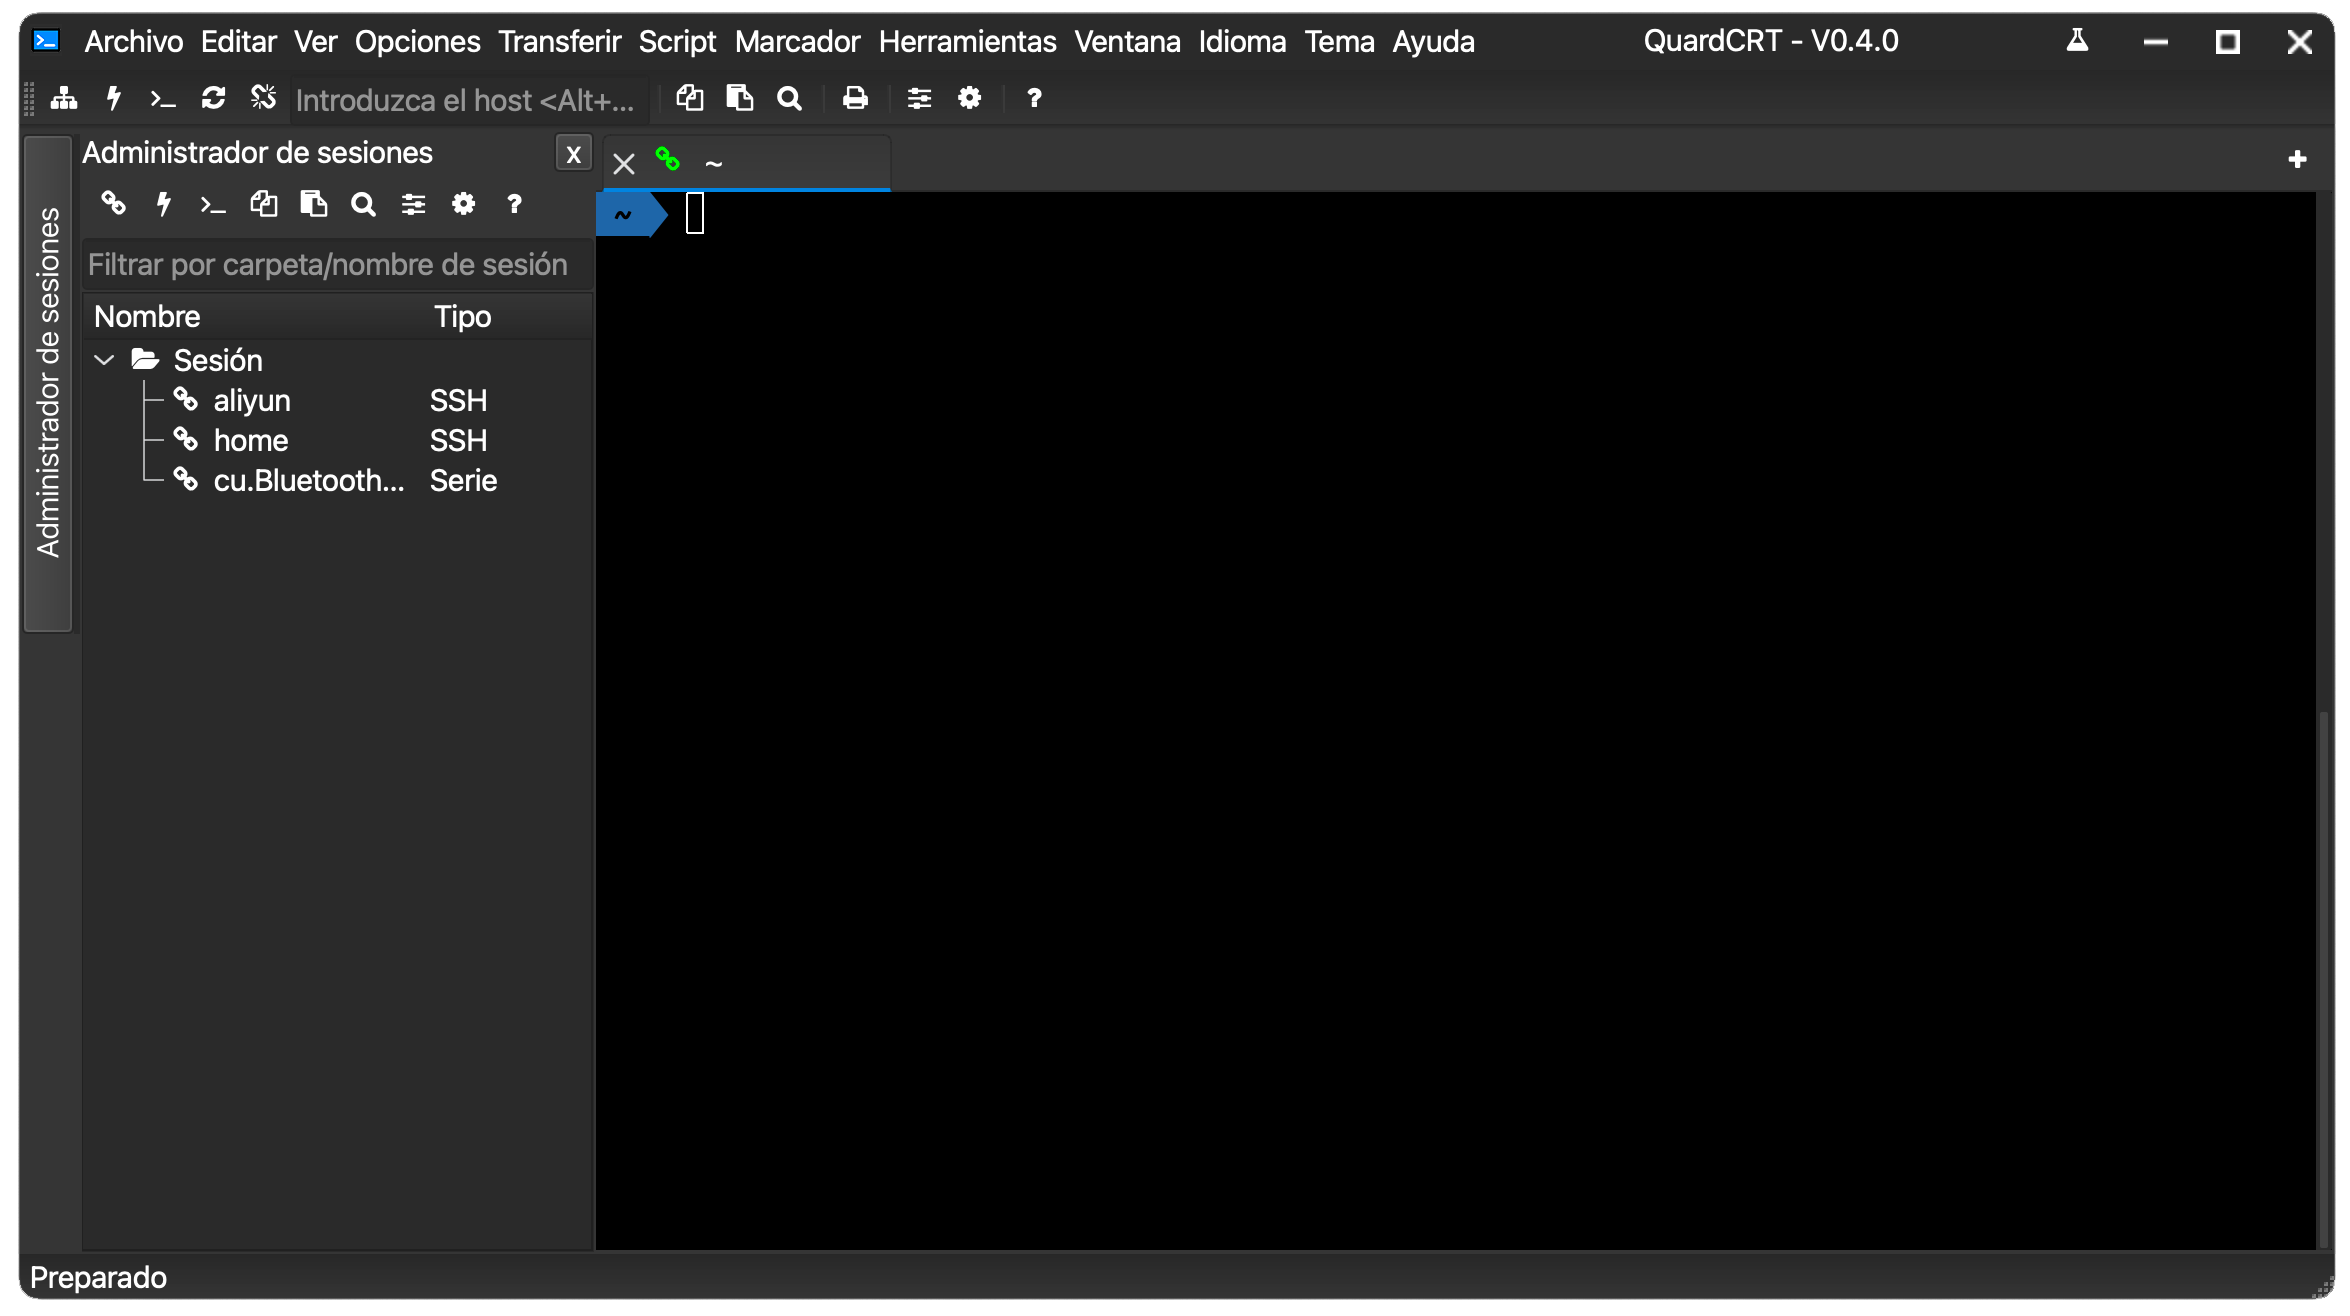 Archivo Editar Ver Opciones Transferir Script Marcador Herramientas Ventana Idioma Tema Ayuda QuardCRT - V0.4.0
Introduzca el host <Alt+...
Administrador de sesiones
Administrador de sesiones x
~
~
Filtrar por carpeta/nombre de sesión
Nombre Tipo
Sesión
aliyun SSH
home SSH
cu.Bluetooth... Serie
Preparado